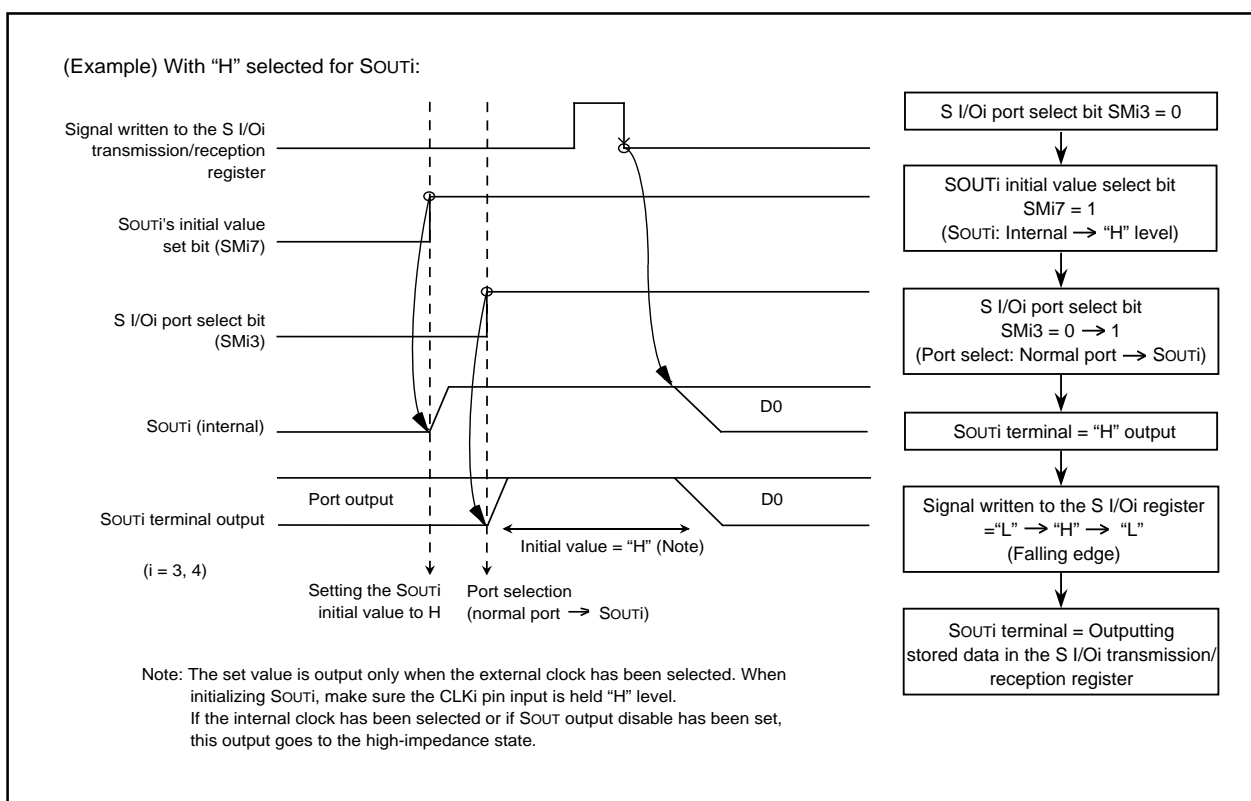 (Example) With “H” selected for SOUTi:
Signal written to the S I/Oi
transmission/reception
register
SOUTi's initial value
set bit (SMi7)
S I/Oi port select bit
(SMi3)
SOUTi (internal)
D0
Port output
D0
SOUTi terminal output
Initial value = “H” (Note)
(i = 3, 4)
Setting the SOUTi
initial value to H
Port selection
(normal port → SOUTi)
Note: The set value is output only when the external clock has been selected. When
initializing SOUTi, make sure the CLKi pin input is held “H” level.
If the internal clock has been selected or if SOUT output disable has been set,
this output goes to the high-impedance state.
S I/Oi port select bit SMi3 = 0
SOUTi initial value select bit
SMi7 = 1
(SOUTi: Internal → “H” level)
S I/Oi port select bit
SMi3 = 0 → 1
(Port select: Normal port → SOUTi)
SOUTi terminal = “H” output
Signal written to the S I/Oi register
=“L” → “H” → “L”
(Falling edge)
SOUTi terminal = Outputting
stored data in the S I/Oi transmission/
reception register